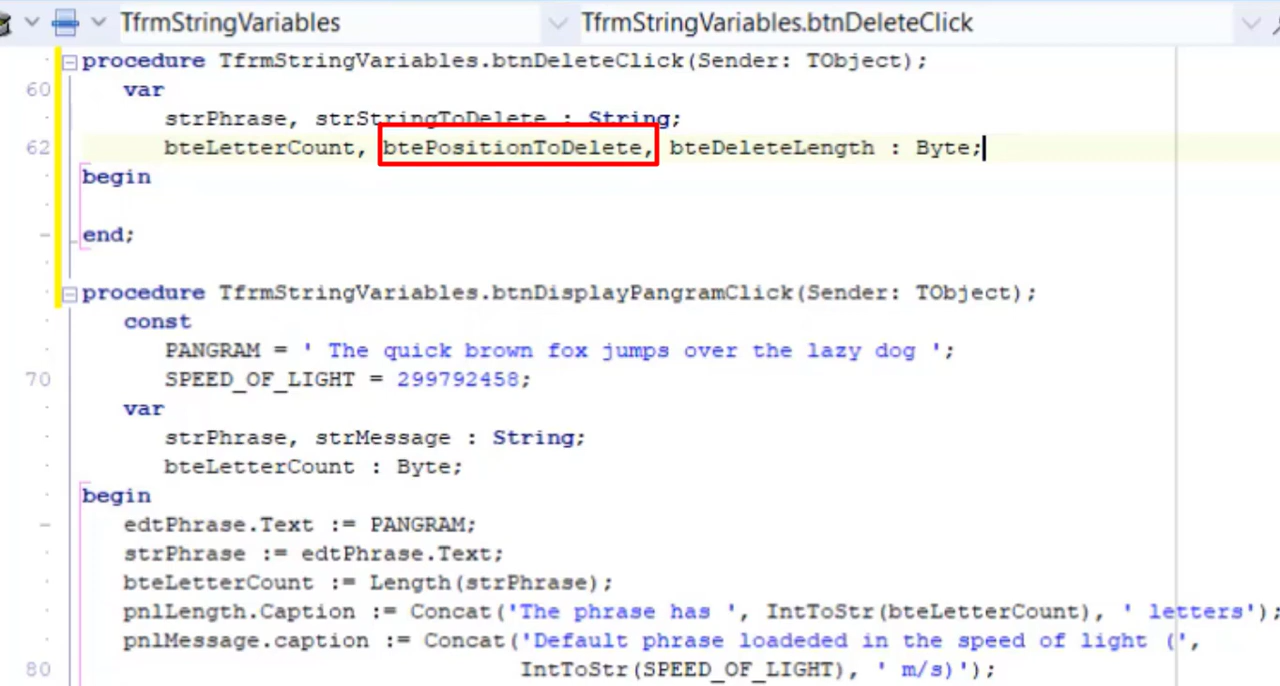 TfrmStringVariables TfrmStringVariables.btnDeleteClick
procedure TfrmStringVariables.btnDeleteClick(Sender: TObject);
60 var
strPhrase, strStringToDelete : String;
62 bteLetterCount, btePositionToDelete, bteDeleteLength : Byte;
begin
end;
procedure TfrmStringVariables.btnDisplayPangramClick(Sender: TObject);
const
PANGRAM = ' The quick brown fox jumps over the lazy dog ';
70 SPEED_OF_LIGHT = 299792458;
var
strPhrase, strMessage : String;
bteLetterCount : Byte;
begin
edtPhrase.Text := PANGRAM;
strPhrase := edtPhrase.Text;
bteLetterCount := Length(strPhrase);
pnlLength.Caption := Concat('The phrase has ', IntToStr(bteLetterCount), ' letters');
pnlMessage.caption := Concat('Default phrase loadeded in the speed of light (',
80 IntToStr(SPEED_OF_LIGHT), ' m/s)');